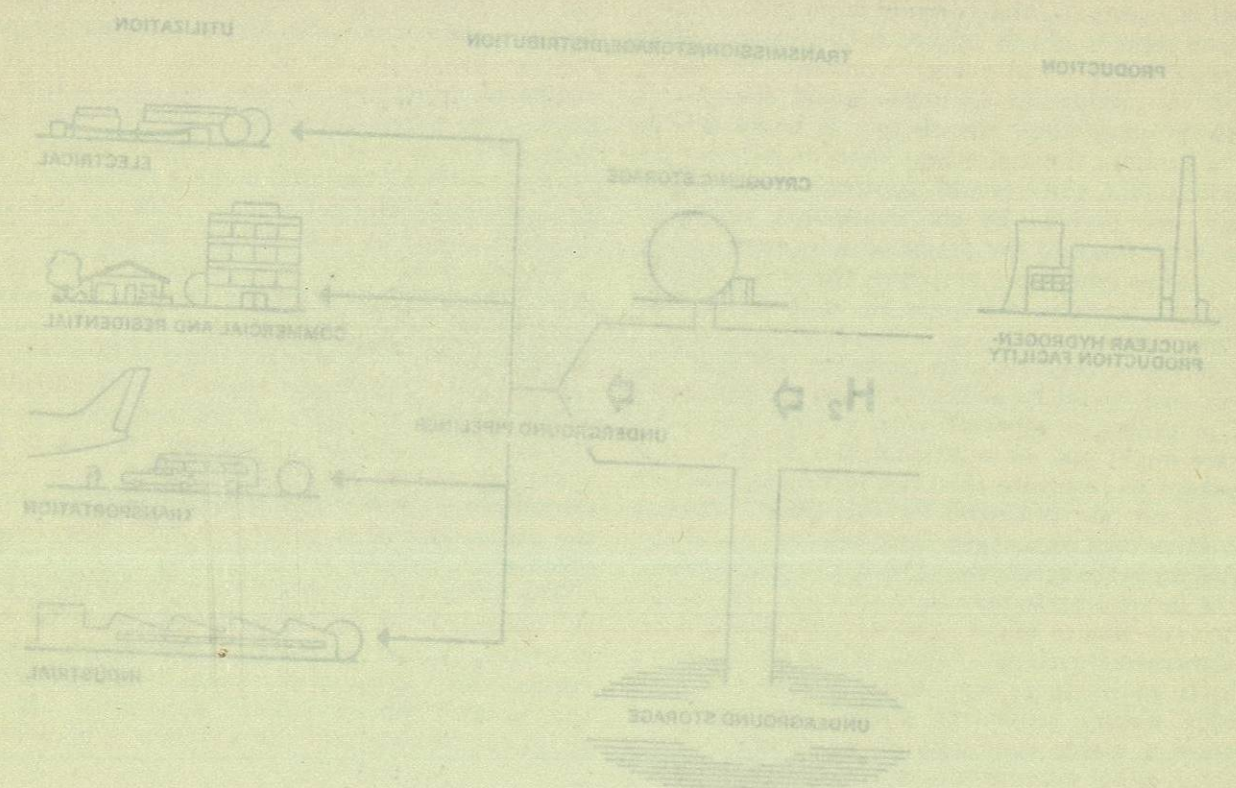 PRODUCTION
TRANSMISSION/STORAGE/DISTRIBUTION
UTILIZATION
NUCLEAR HYDROGEN-
PRODUCTION FACILITY
CRYOGENIC STORAGE
H₂
UNDERGROUND PIPELINES
UNDERGROUND STORAGE
ELECTRICAL
COMMERCIAL AND RESIDENTIAL
TRANSPORTATION
INDUSTRIAL